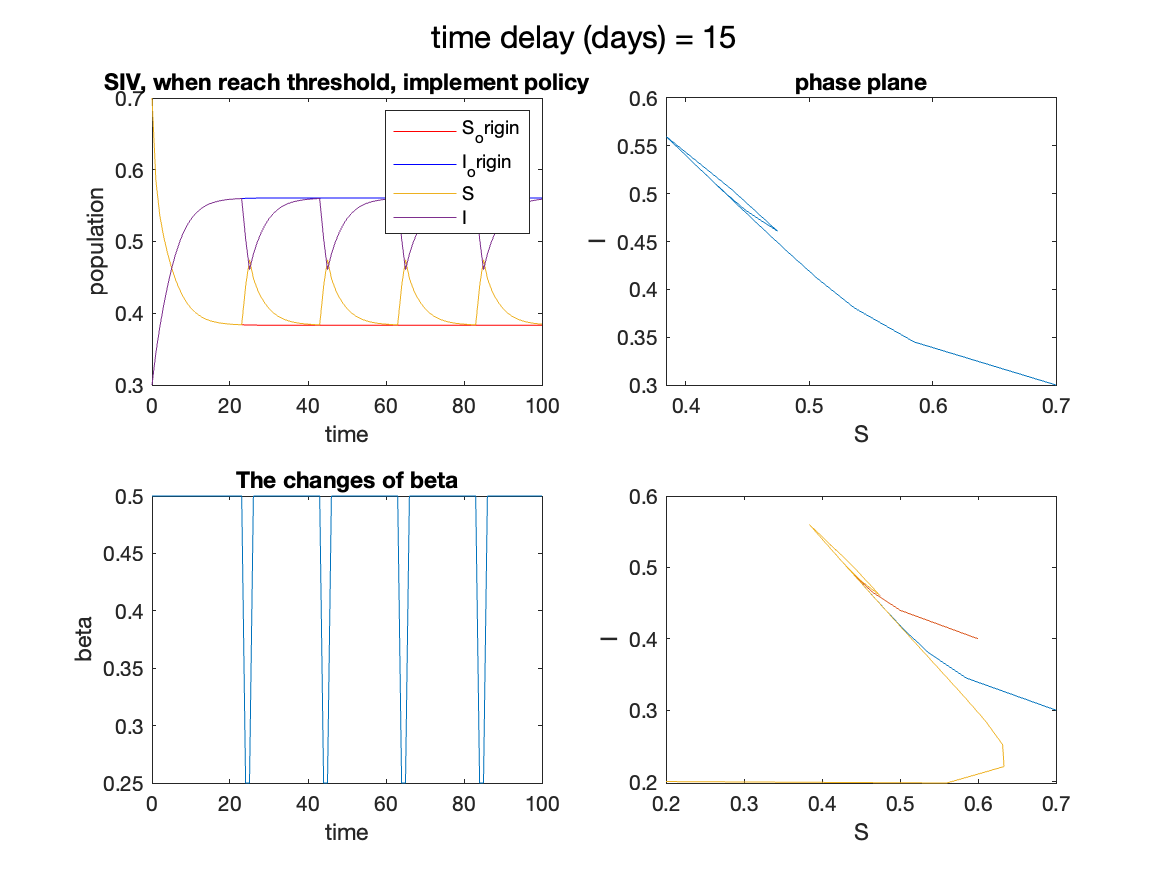 time delay (days) = 15
SIV, when reach threshold, implement policy
0.7
0.6
0.5
0.4
0.3
population
0
20
40
60
80
100
time
S_origin
I_origin
S
I
phase plane
0.6
0.55
0.5
0.45
0.4
0.35
0.3
I
0.4
0.5
0.6
0.7
S
The changes of beta
0.5
0.45
0.4
0.35
0.3
0.25
beta
0
20
40
60
80
100
time
0.6
0.5
0.4
0.3
0.2
I
0.2
0.3
0.4
0.5
0.6
0.7
S